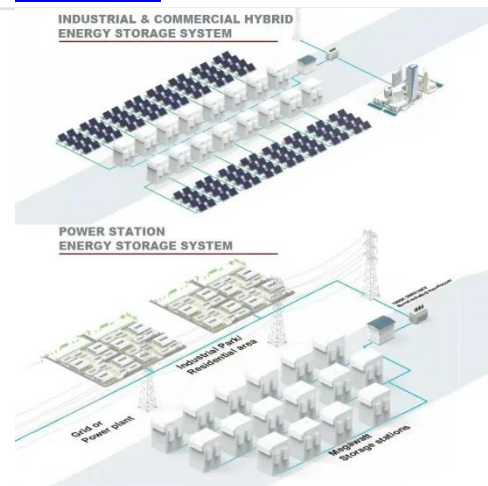 INDUSTRIAL & COMMERCIAL HYBRID
ENERGY STORAGE SYSTEM
POWER STATION
ENERGY STORAGE SYSTEM
Industrial Park/
Residential area
Grid or
Power plant
Megawatt
Storage stations